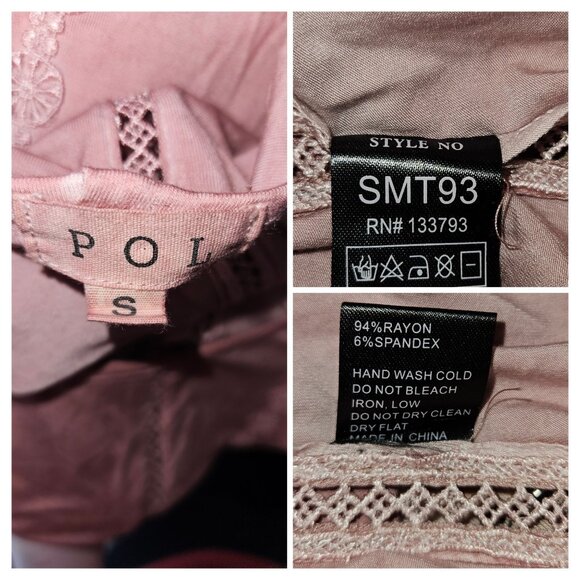 POL
S
STYLE NO
SMT93
RN# 133793
94%RAYON
6%SPANDEX
HAND WASH COLD
DO NOT BLEACH
IRON, LOW
DO NOT DRY CLEAN
DRY FLAT
MADE IN CHINA